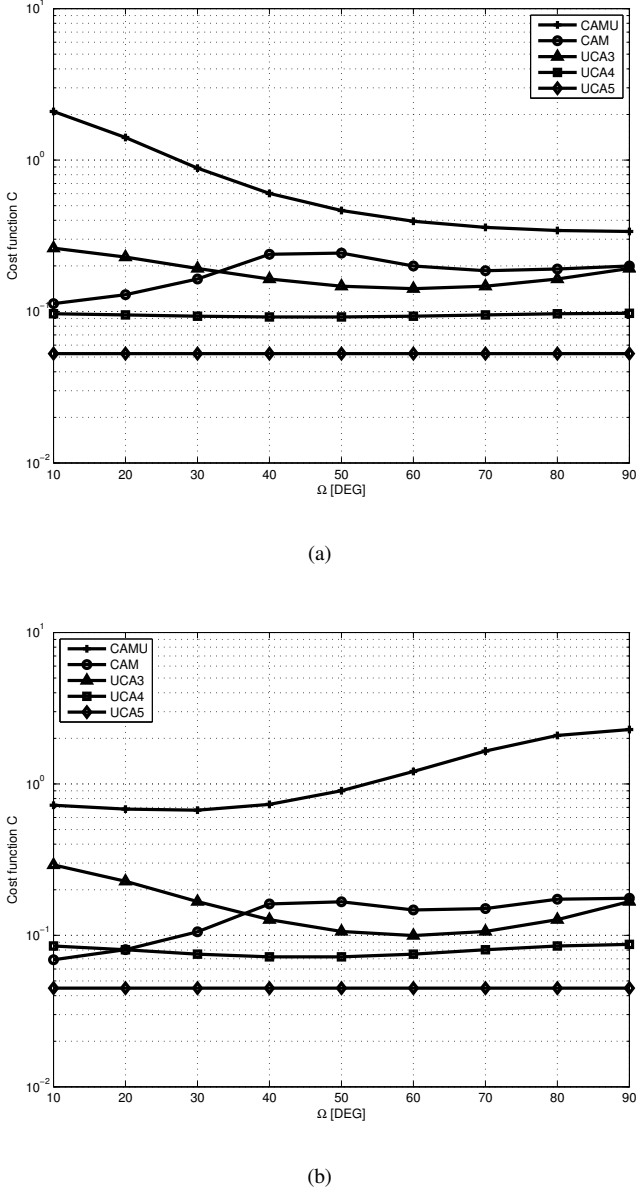 10^1
CAMU
CAM
UCA3
UCA4
UCA5
10^0
Cost function C
10^-1
10^-2
10 20 30 40 50 60 70 80 90
Ω [DEG]
(a)
10^1
CAMU
CAM
UCA3
UCA4
UCA5
10^0
Cost function C
10^-1
10^-2
10 20 30 40 50 60 70 80 90
Ω [DEG]
(b)